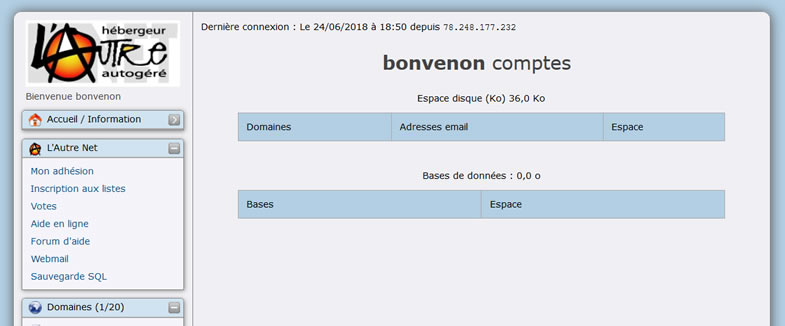 hébergeur
L'AUTRE
autogéré
Bienvenue bonvenon
Accueil / Information
L'Autre Net
Mon adhésion
Inscription aux listes
Votes
Aide en ligne
Forum d'aide
Webmail
Sauvegarde SQL
Domaines (1/20)
Dernière connexion : Le 24/06/2018 à 18:50 depuis 78.248.177.232
bonvenon comptes
Espace disque (Ko) 36,0 Ko
Domaines Adresses email Espace
Bases de données : 0,0 o
Bases Espace